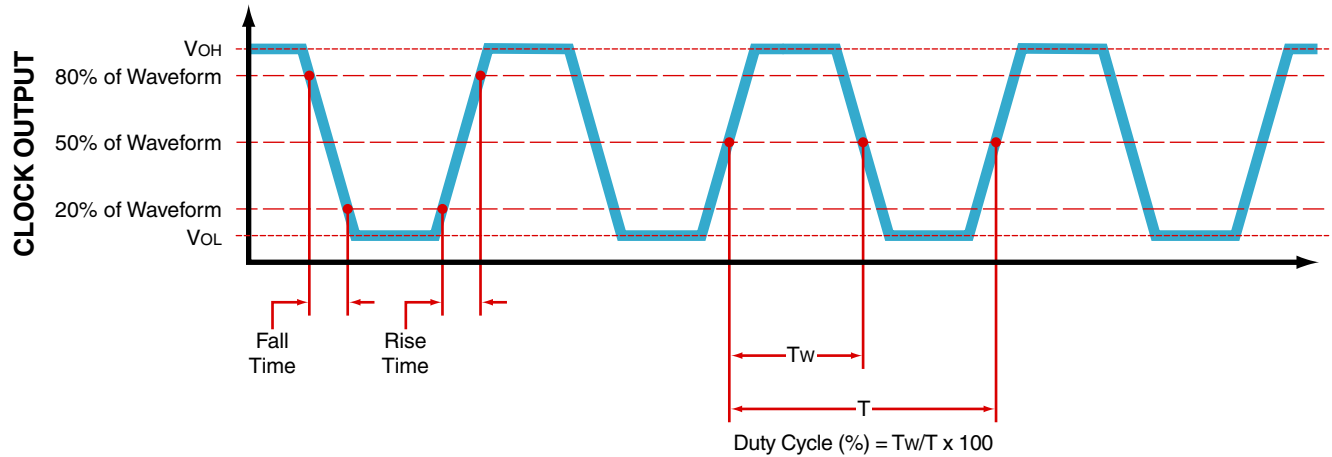 CLOCK OUTPUT
VOH
80% of Waveform
50% of Waveform
20% of Waveform
VOL
Fall
Time
Rise
Time
TW
T
Duty Cycle (%) = TW/T x 100